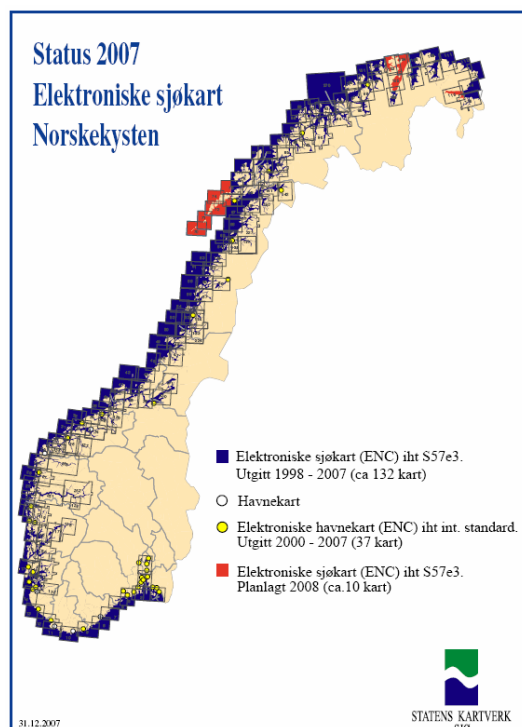 Status 2007
Elektroniske sjøkart
Norskekysten
Elektroniske sjøkart (ENC) iht S57e3.
Utgitt 1998 - 2007 (ca 132 kart)
Havnekart
Elektroniske havnekart (ENC) iht int. standard.
Utgitt 2000 - 2007 (37 kart)
Elektroniske sjøkart (ENC) iht S57e3.
Planlagt 2008 (ca.10 kart)
STATENS KARTVERK
31.12.2007